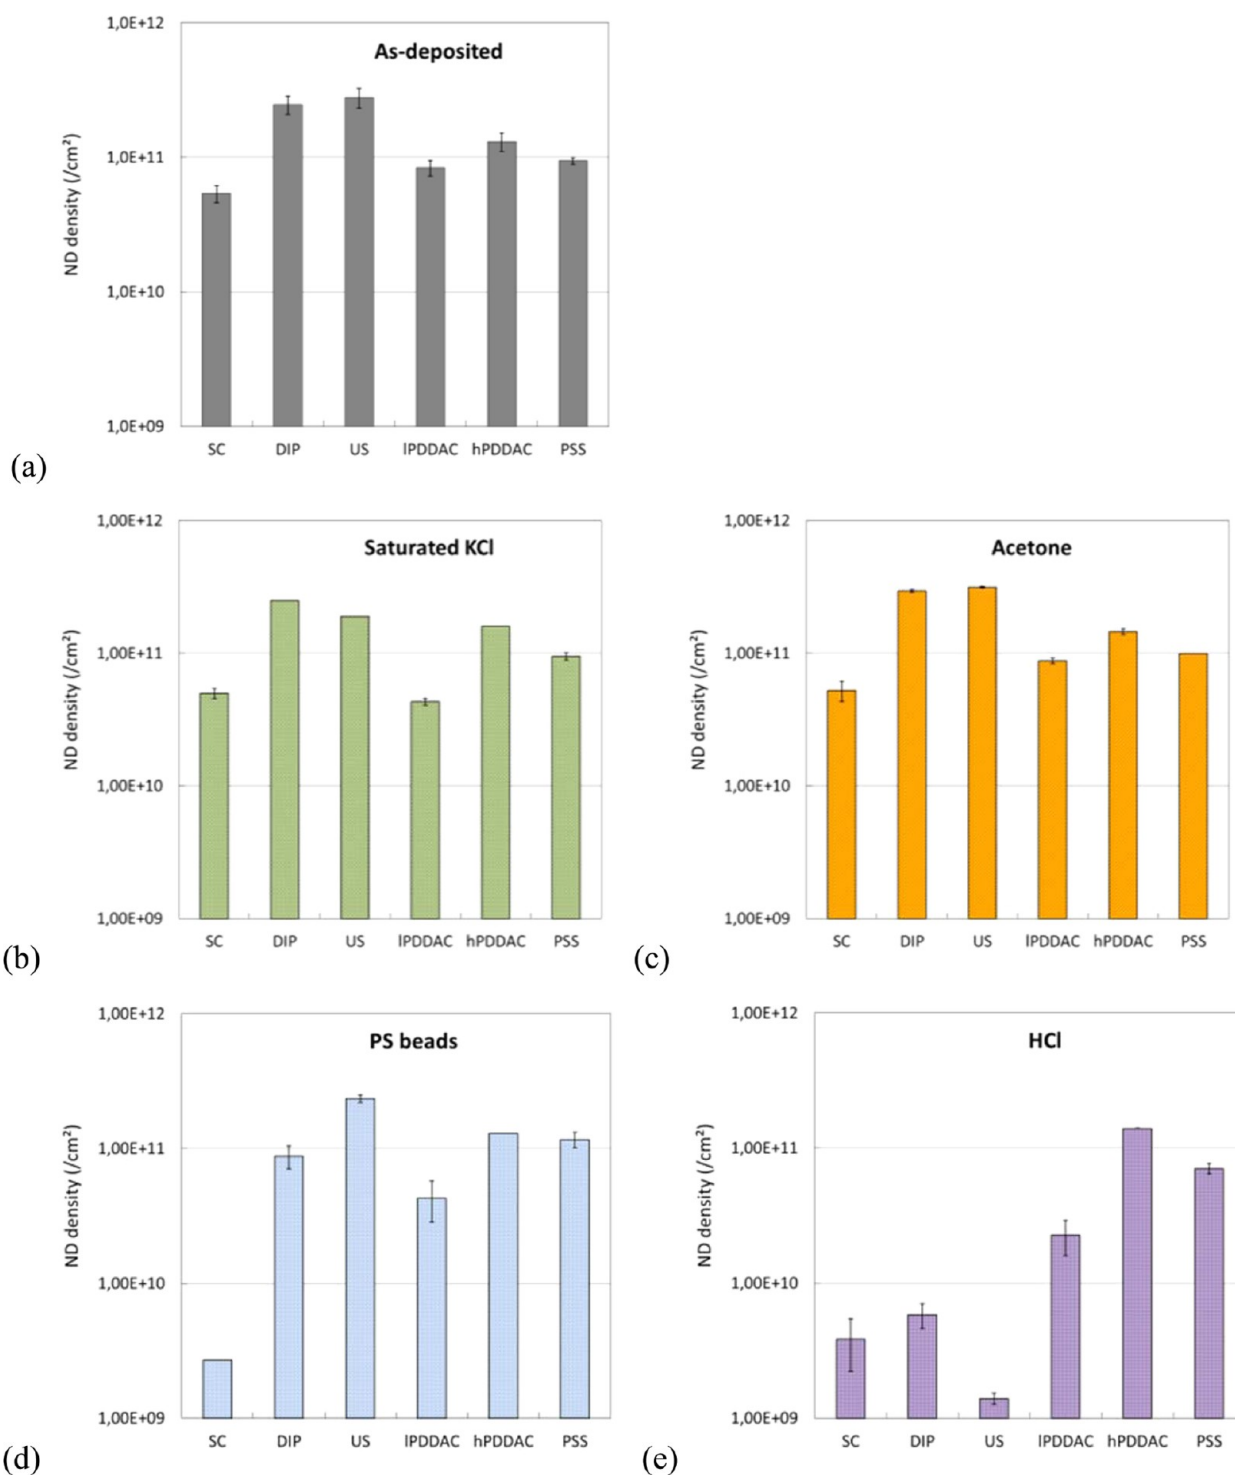 As-deposited
ND density (/cm²)
1,0E+12
1,0E+11
1,0E+10
1,0E+09
SC DIP US lPDDAC hPDDAC PSS
(a)
Saturated KCl
ND density (/cm²)
1,00E+12
1,00E+11
1,00E+10
1,00E+09
SC DIP US lPDDAC hPDDAC PSS
(b)
Acetone
ND density (/cm²)
1,00E+12
1,00E+11
1,00E+10
1,00E+09
SC DIP US lPDDAC hPDDAC PSS
(c)
PS beads
ND density (/cm²)
1,00E+12
1,00E+11
1,00E+10
1,00E+09
SC DIP US lPDDAC hPDDAC PSS
(d)
HCl
ND density (/cm²)
1,00E+12
1,00E+11
1,00E+10
1,00E+09
SC DIP US lPDDAC hPDDAC PSS
(e)